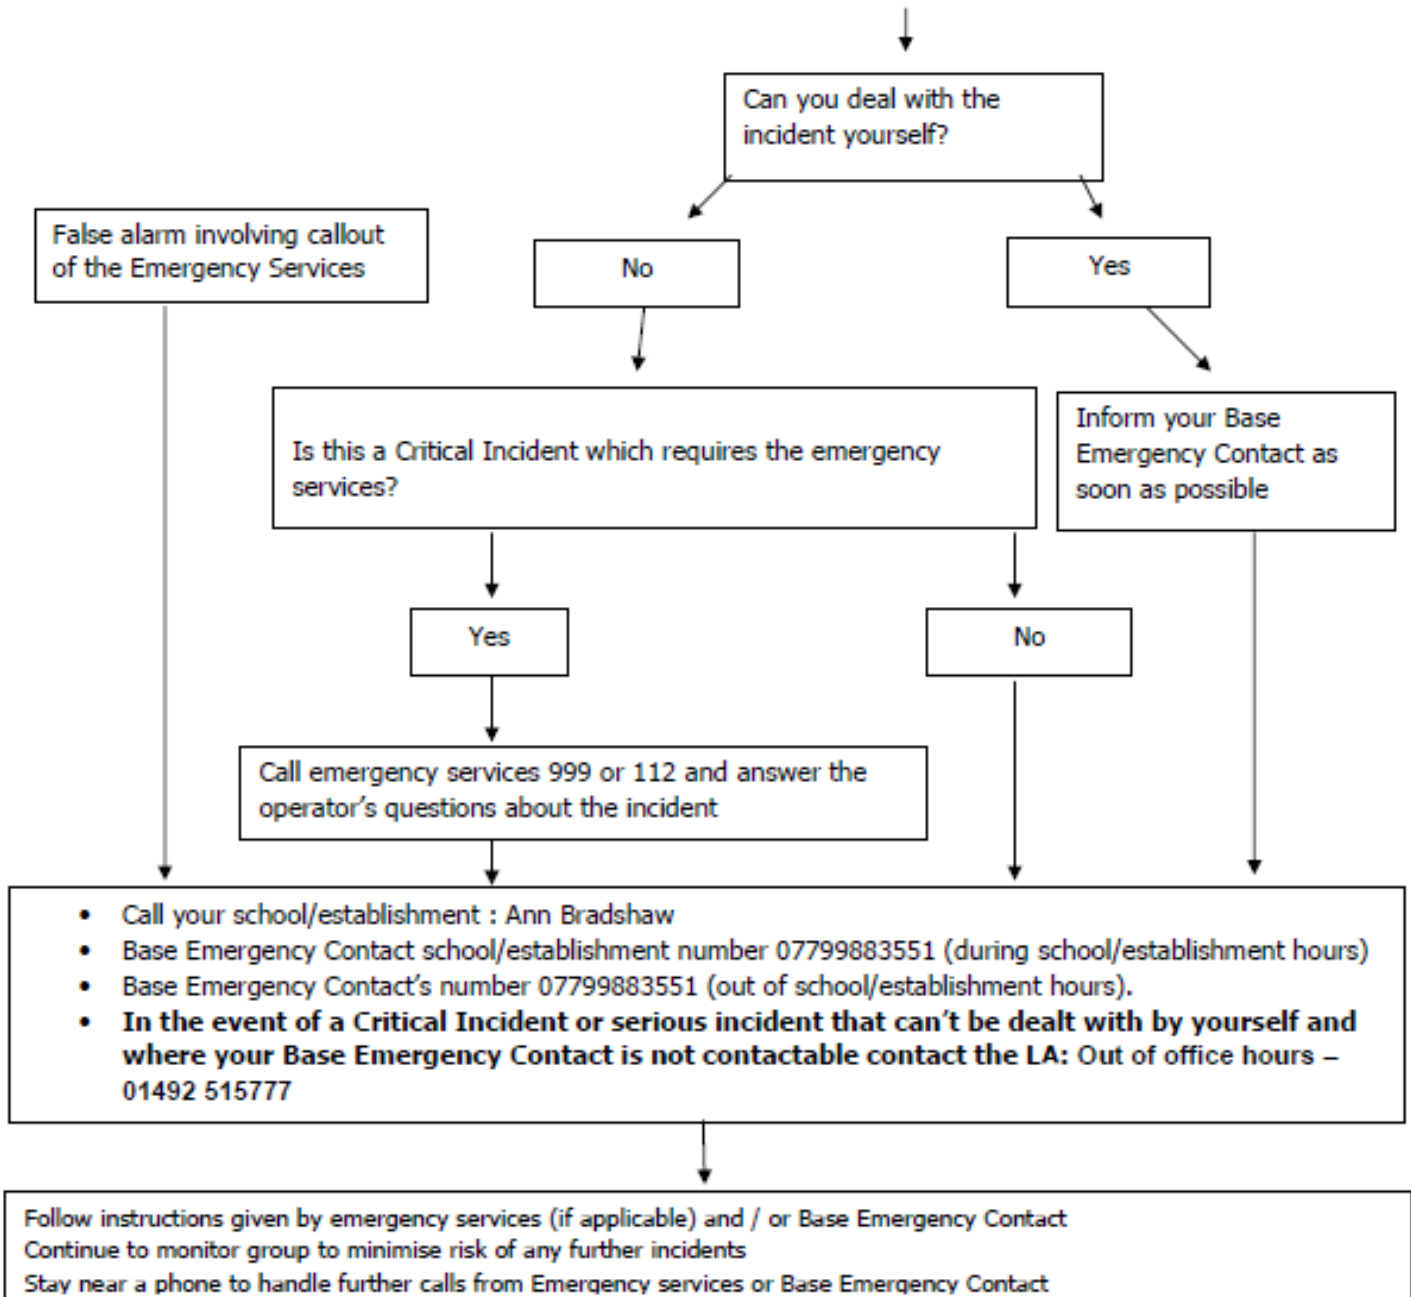 Can you deal with the
incident yourself?
False alarm involving callout
of the Emergency Services
No
Yes
Is this a Critical Incident which requires the emergency
services?
Inform your Base
Emergency Contact as
soon as possible
Yes
No
Call emergency services 999 or 112 and answer the
operator's questions about the incident
• Call your school/establishment : Ann Bradshaw
• Base Emergency Contact school/establishment number 07799883551 (during school/establishment hours)
• Base Emergency Contact's number 07799883551 (out of school/establishment hours).
• In the event of a Critical Incident or serious incident that can't be dealt with by yourself and
where your Base Emergency Contact is not contactable contact the LA: Out of office hours –
01492 515777
Follow instructions given by emergency services (if applicable) and / or Base Emergency Contact
Continue to monitor group to minimise risk of any further incidents
Stay near a phone to handle further calls from Emergency services or Base Emergency Contact